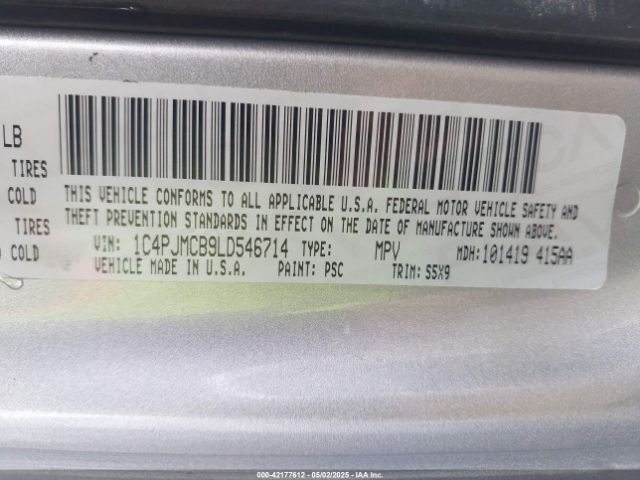 LB
TIRES
COLD THIS VEHICLE CONFORMS TO ALL APPLICABLE U.S.A. FEDERAL MOTOR VEHICLE SAFETY AND
TIRES THEFT PREVENTION STANDARDS IN EFFECT ON THE DATE OF MANUFACTURE SHOWN ABOVE.
COLD VIN: 1C4PJMCB9LD546714 TYPE: MPV MDH:101419 415AA
VEHICLE MADE IN U.S.A. PAINT: PSC TRIM: S5X9
000-42177612 - 05/02/2025 - IAAI.COM